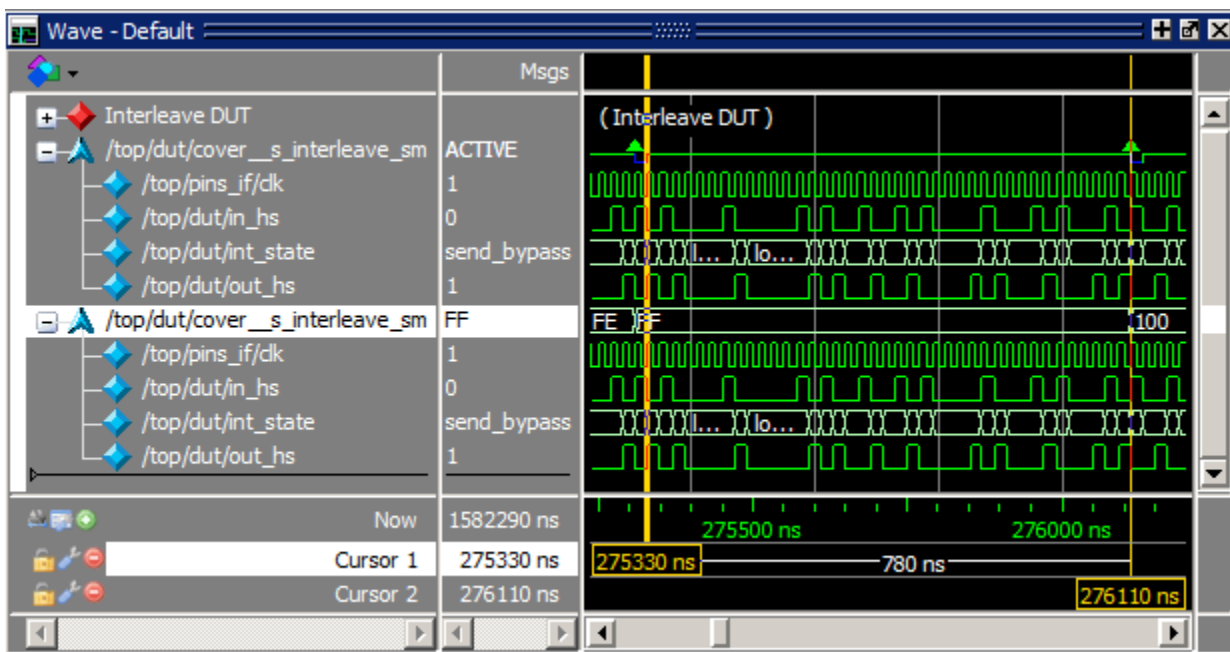 Wave - Default
Msgs
Interleave DUT
( Interleave DUT )
/top/dut/cover__s_interleave_sm ACTIVE
/top/pins_if/clk 1
/top/dut/in_hs 0
/top/dut/int_state send_bypass l... lo...
/top/dut/out_hs 1
/top/dut/cover__s_interleave_sm FF FE FF 100
/top/pins_if/clk 1
/top/dut/in_hs 0
/top/dut/int_state send_bypass l... lo...
/top/dut/out_hs 1
Now 1582290 ns 275500 ns 276000 ns
Cursor 1 275330 ns 275330 ns 780 ns
Cursor 2 276110 ns 276110 ns